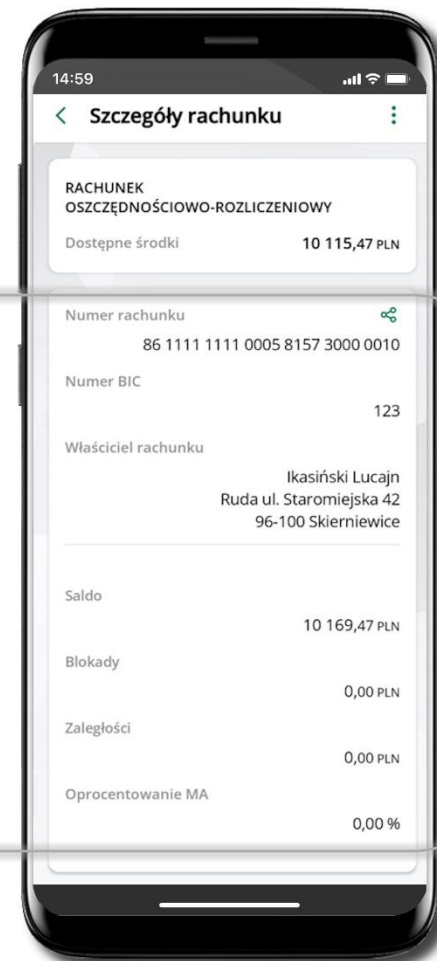 14:59
Szczegóły rachunku
RACHUNEK
OSZCZĘDNOŚCIOWO-ROZLICZENIOWY
Dostępne środki 10 115,47 PLN
Numer rachunku
86 1111 1111 0005 8157 3000 0010
Numer BIC
123
Właściciel rachunku
Ikasiński Lucajn
Ruda ul. Staromiejska 42
96-100 Skierniewice
Saldo
10 169,47 PLN
Blokady
0,00 PLN
Zaległości
0,00 PLN
Oprocentowanie MA
0,00 %